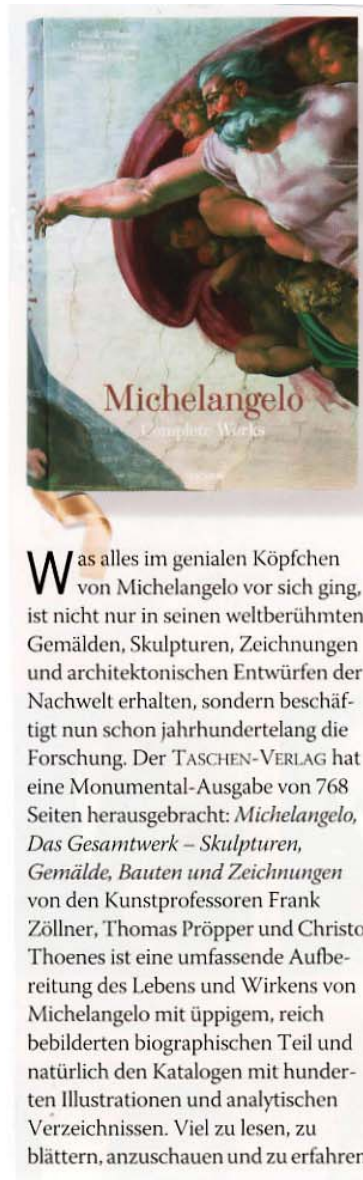 Michelangelo
Michelangelo
Complete Works
Was alles im genialen Köpfchen
von Michelangelo vor sich ging,
ist nicht nur in seinen weltberühmten
Gemälden, Skulpturen, Zeichnungen
und architektonischen Entwürfen der
Nachwelt erhalten, sondern beschäf-
tigt nun schon jahrhundertelang die
Forschung. Der TASCHEN-VERLAG hat
eine Monumental-Ausgabe von 768
Seiten herausgebracht: Michelangelo,
Das Gesamtwerk – Skulpturen,
Gemälde, Bauten und Zeichnungen
von den Kunstprofessoren Frank
Zöllner, Thomas Pröpper und Christo
Thoenes ist eine umfassende Aufbe-
reitung des Lebens und Wirkens von
Michelangelo mit üppigem, reich
bebilderten biographischen Teil und
natürlich den Katalogen mit hunder-
ten Illustrationen und analytischen
Verzeichnissen. Viel zu lesen, zu
blättern, anzuschauen und zu erfahren